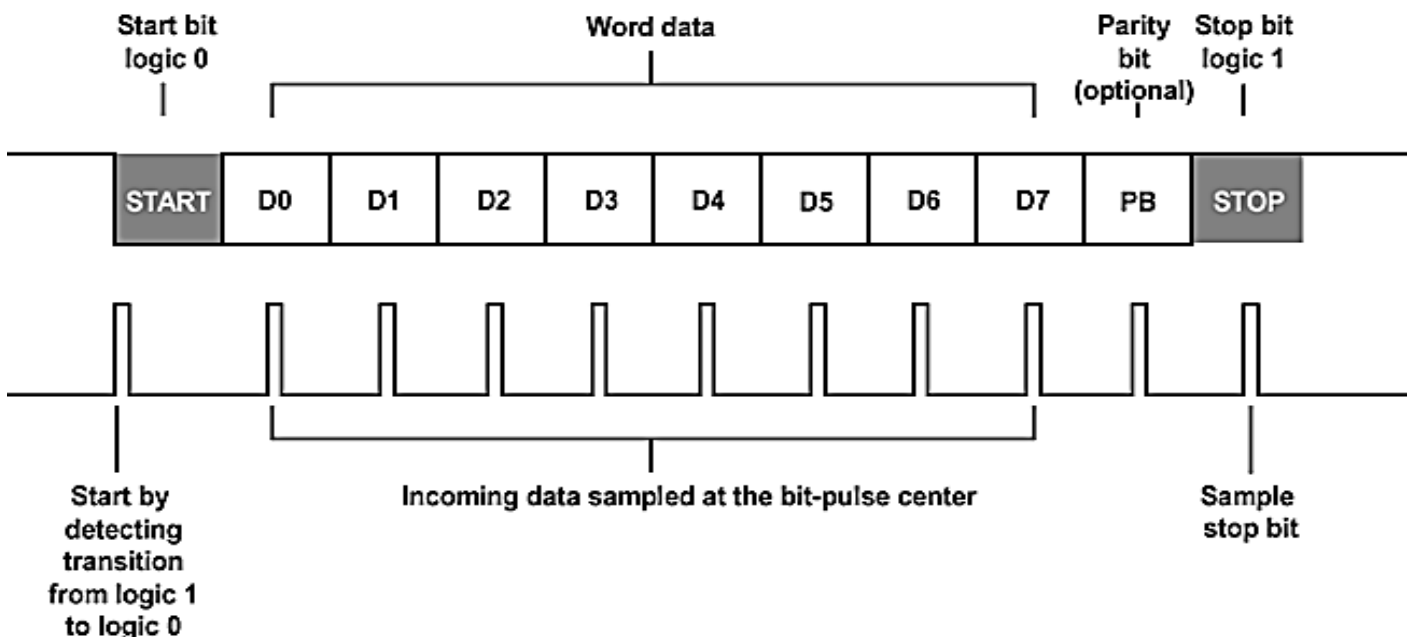 Start bit
logic 0
Word data
Parity
bit
(optional)
Stop bit
logic 1
START D0 D1 D2 D3 D4 D5 D6 D7 PB STOP
Start by
detecting
transition
from logic 1
to logic 0
Incoming data sampled at the bit-pulse center
Sample
stop bit